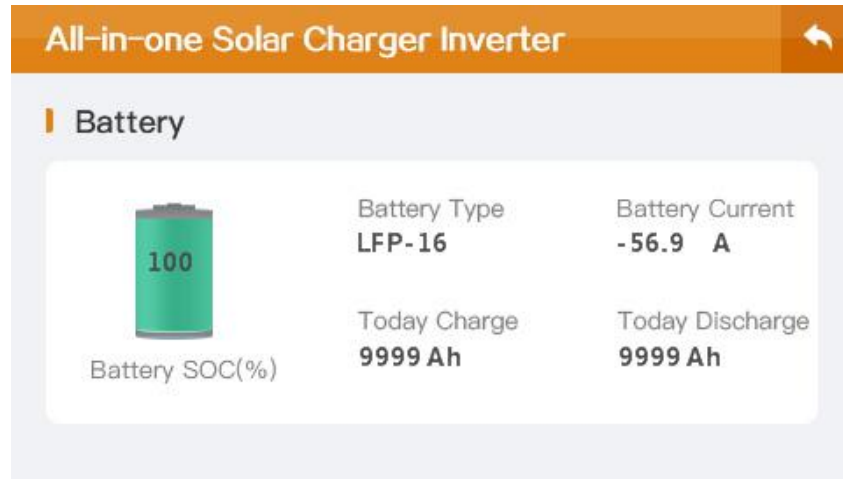 All-in-one Solar Charger Inverter
Battery
100
Battery SOC(%)
Battery Type
LFP-16
Battery Current
-56.9 A
Today Charge
9999 Ah
Today Discharge
9999 Ah